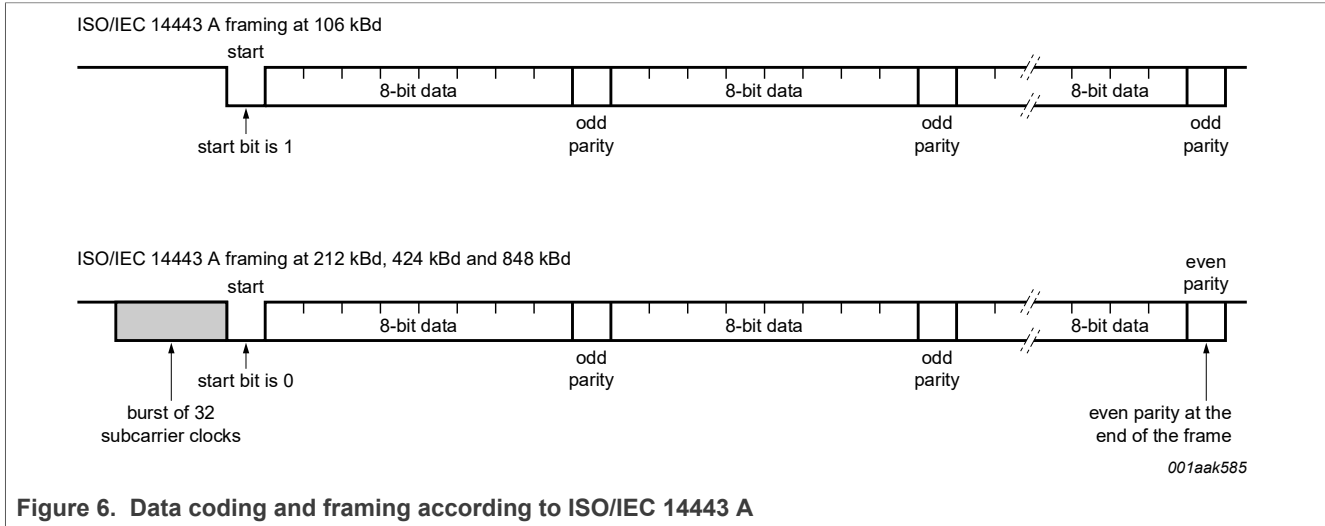 ISO/IEC 14443 A framing at 106 kBd
start
8-bit data
8-bit data
8-bit data
odd
parity
odd
parity
odd
parity
start bit is 1
ISO/IEC 14443 A framing at 212 kBd, 424 kBd and 848 kBd
even
parity
start
8-bit data
8-bit data
8-bit data
odd
parity
odd
parity
start bit is 0
burst of 32
subcarrier clocks
even parity at the
end of the frame
001aak585
Figure 6. Data coding and framing according to ISO/IEC 14443 A